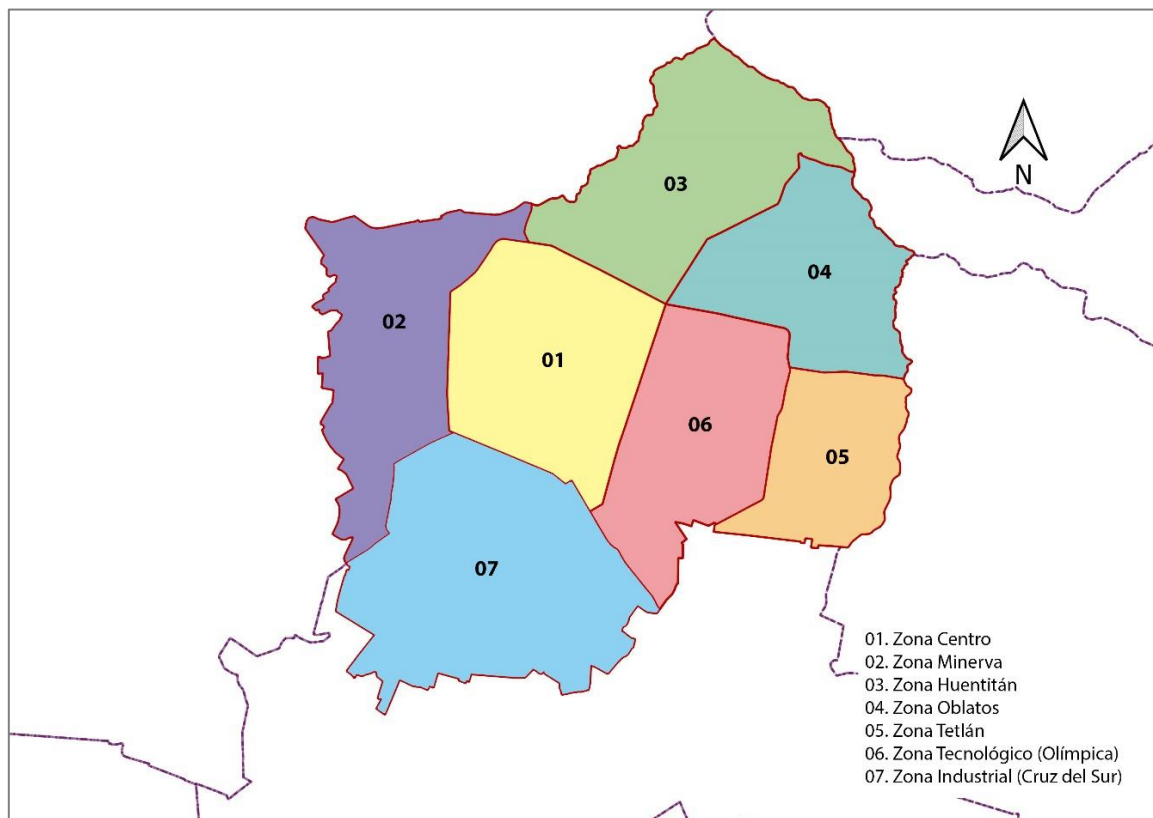 N
03
04
02
01
06
05
07
01. Zona Centro
02. Zona Minerva
03. Zona Huentitán
04. Zona Oblatos
05. Zona Tetlán
06. Zona Tecnológico (Olímpica)
07. Zona Industrial (Cruz del Sur)